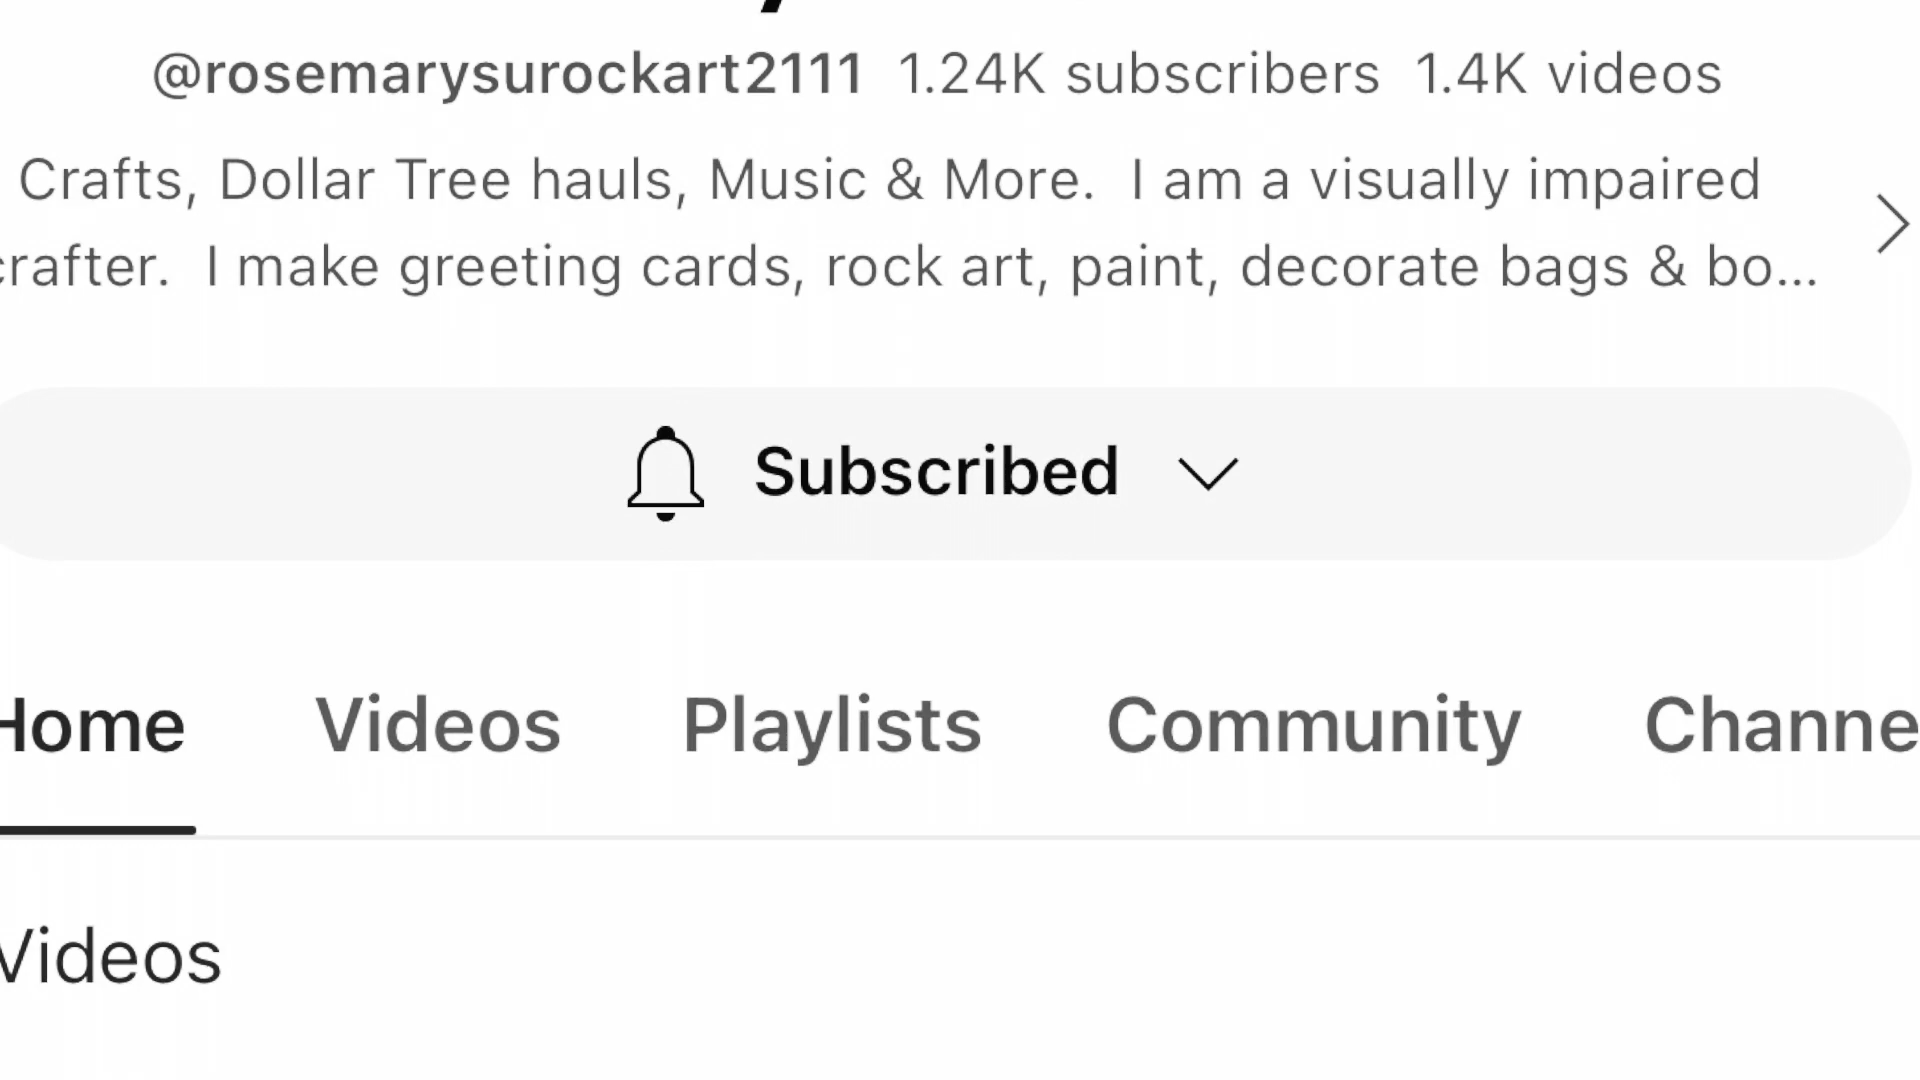 @rosemarysurockart2111 1.24K subscribers 1.4K videos
Crafts, Dollar Tree hauls, Music & More. I am a visually impaired
crafter. I make greeting cards, rock art, paint, decorate bags & bo...
Subscribed
Home Videos Playlists Community Channe
Videos